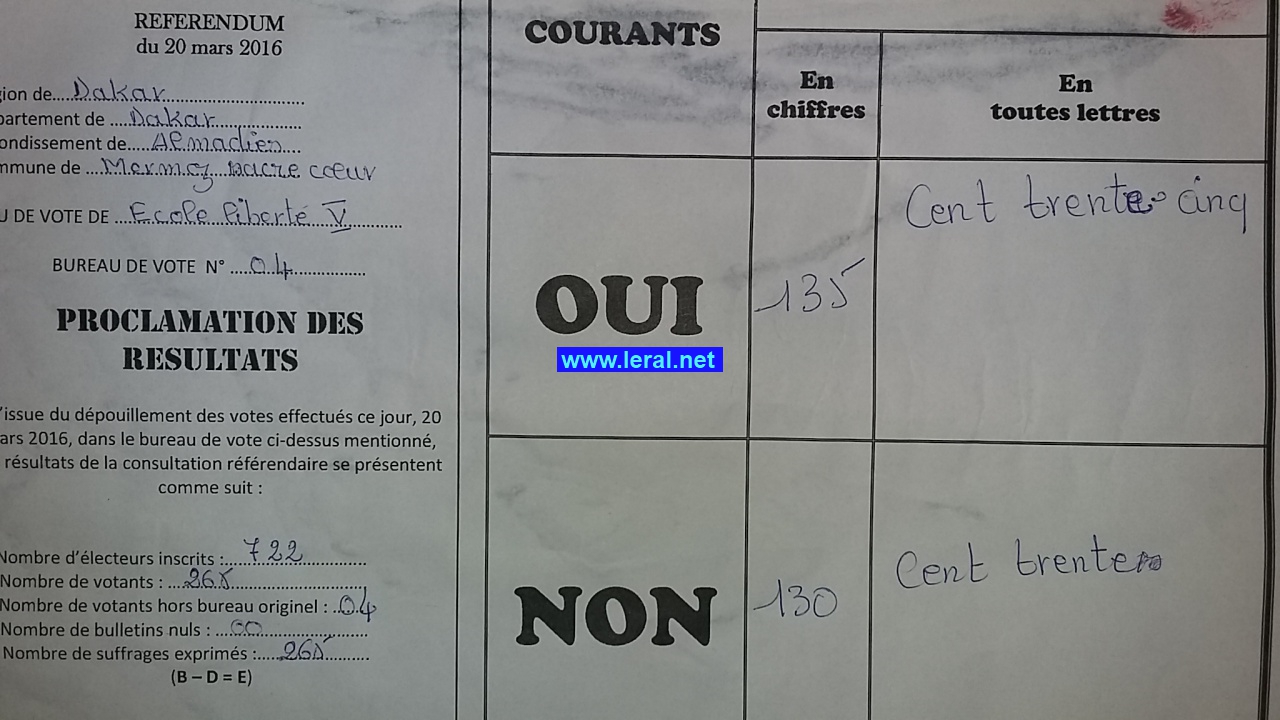 REFERENDUM
du 20 mars 2016
gion de....Dakar
partement de ....Dakar
ondissement de.....Almadies
mmune de ...Mermoz sacre cœur
U DE VOTE DE ....Ecole liberté V
BUREAU DE VOTE N° .....04
PROCLAMATION DES
RESULTATS
'issue du dépouillement des votes effectués ce jour, 20
ars 2016, dans le bureau de vote ci-dessus mentionné,
résultats de la consultation référendaire se présentent
comme suit :
Nombre d'électeurs inscrits :....722
Nombre de votants : ....265
Nombre de votants hors bureau originel : ..04
Nombre de bulletins nuls : ....00
Nombre de suffrages exprimés :.....265
(B – D = E)
COURANTS
En
chiffres
En
toutes lettres
OUI
135
Cent trente cinq
www.leral.net
NON
130
Cent trente